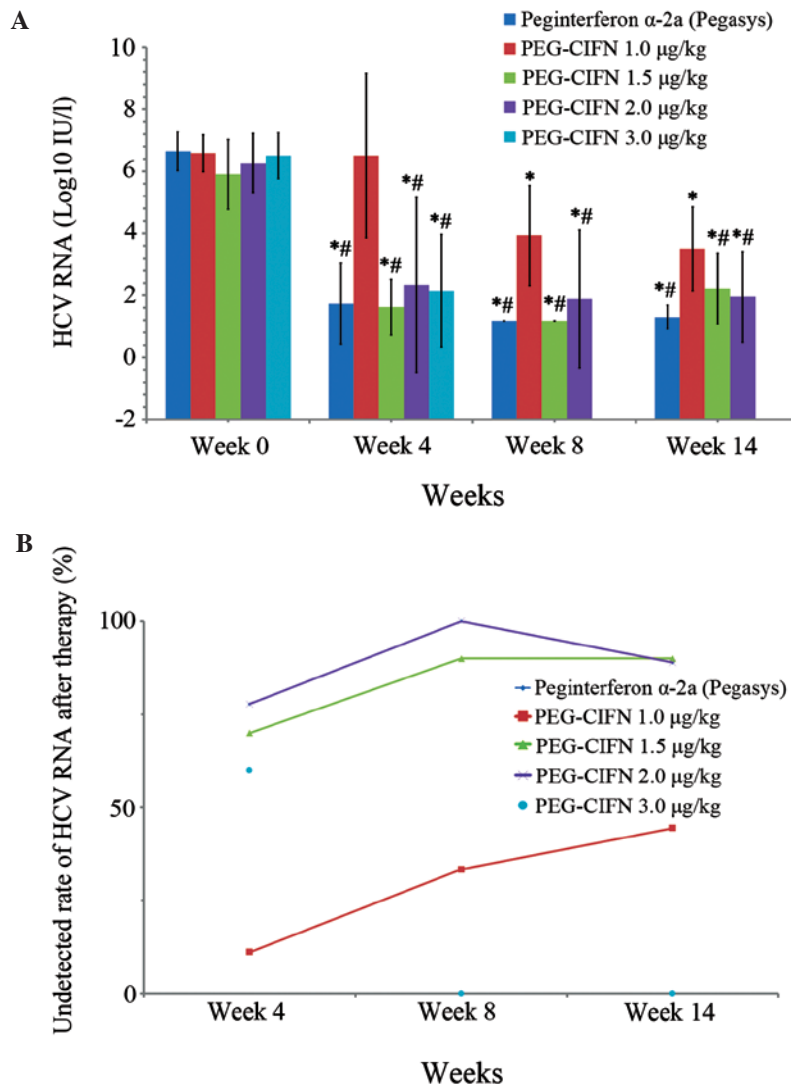 A
10
8
6
4
2
0
-2
HCV RNA (Log10 IU/l)
Peginterferon α-2a (Pegasys)
PEG-CIFN 1.0 μg/kg
PEG-CIFN 1.5 μg/kg
PEG-CIFN 2.0 μg/kg
PEG-CIFN 3.0 μg/kg
*# *# *# *#
*# * *# *#
*# * *# *#
Week 0 Week 4 Week 8 Week 14
Weeks
B
100
50
0
Undetected rate of HCV RNA after therapy (%)
Peginterferon α-2a (Pegasys)
PEG-CIFN 1.0 μg/kg
PEG-CIFN 1.5 μg/kg
PEG-CIFN 2.0 μg/kg
PEG-CIFN 3.0 μg/kg
Week 4 Week 8 Week 14
Weeks